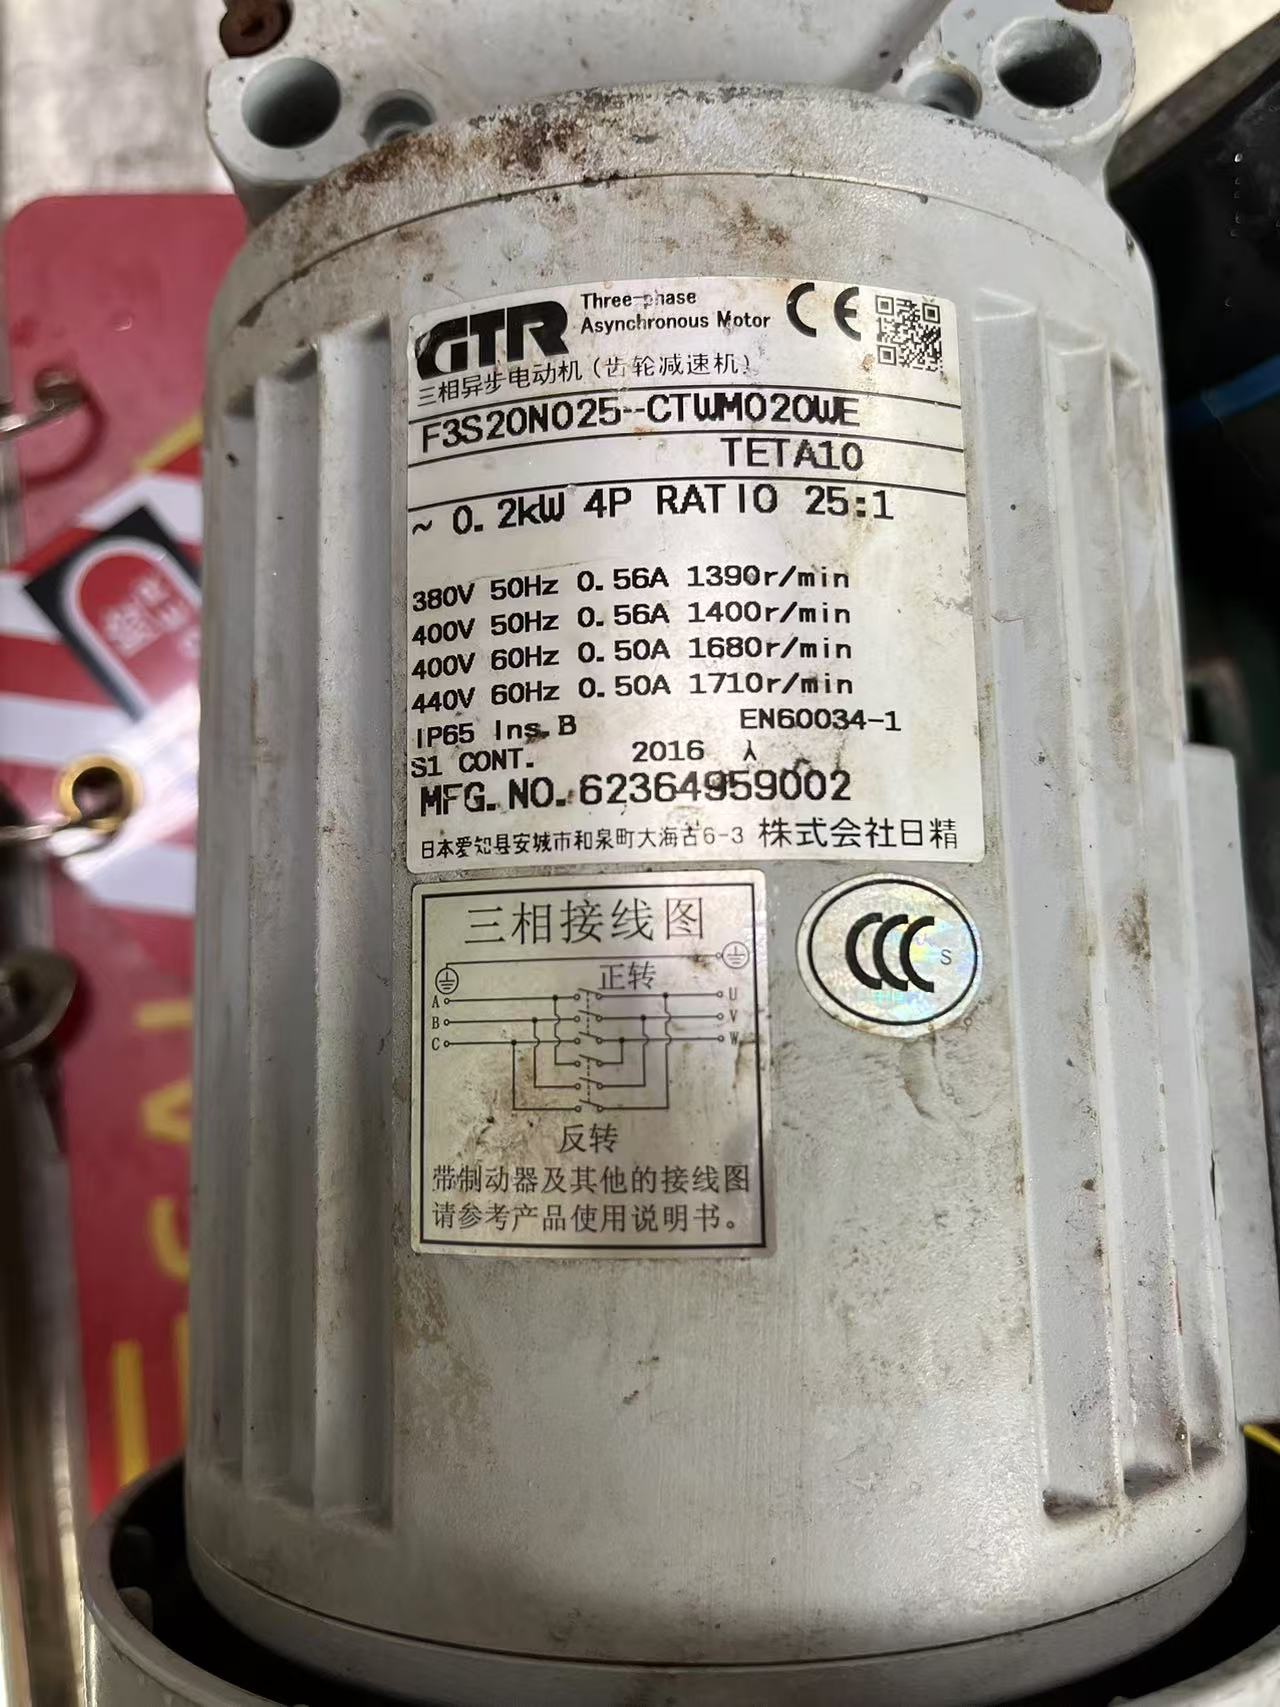 GTR
Three-phase
Asynchronous Motor
CE
三相异步电动机（齿轮减速机）
F3S20N025--CTWM020WE
TETA10
~ 0.2kW 4P RATIO 25:1
380V 50Hz 0.56A 1390r/min
400V 50Hz 0.56A 1400r/min
400V 60Hz 0.50A 1680r/min
440V 60Hz 0.50A 1710r/min
IP65 Ins.B EN60034-1
S1 CONT. 2016 λ
MFG.NO.62364959002
日本爱知县安城市和泉町大海古6-3 株式会社日精
三相接线图
正转
A U
B V
C W
反转
带制动器及其他的接线图
请参考产品使用说明书。
CCC S